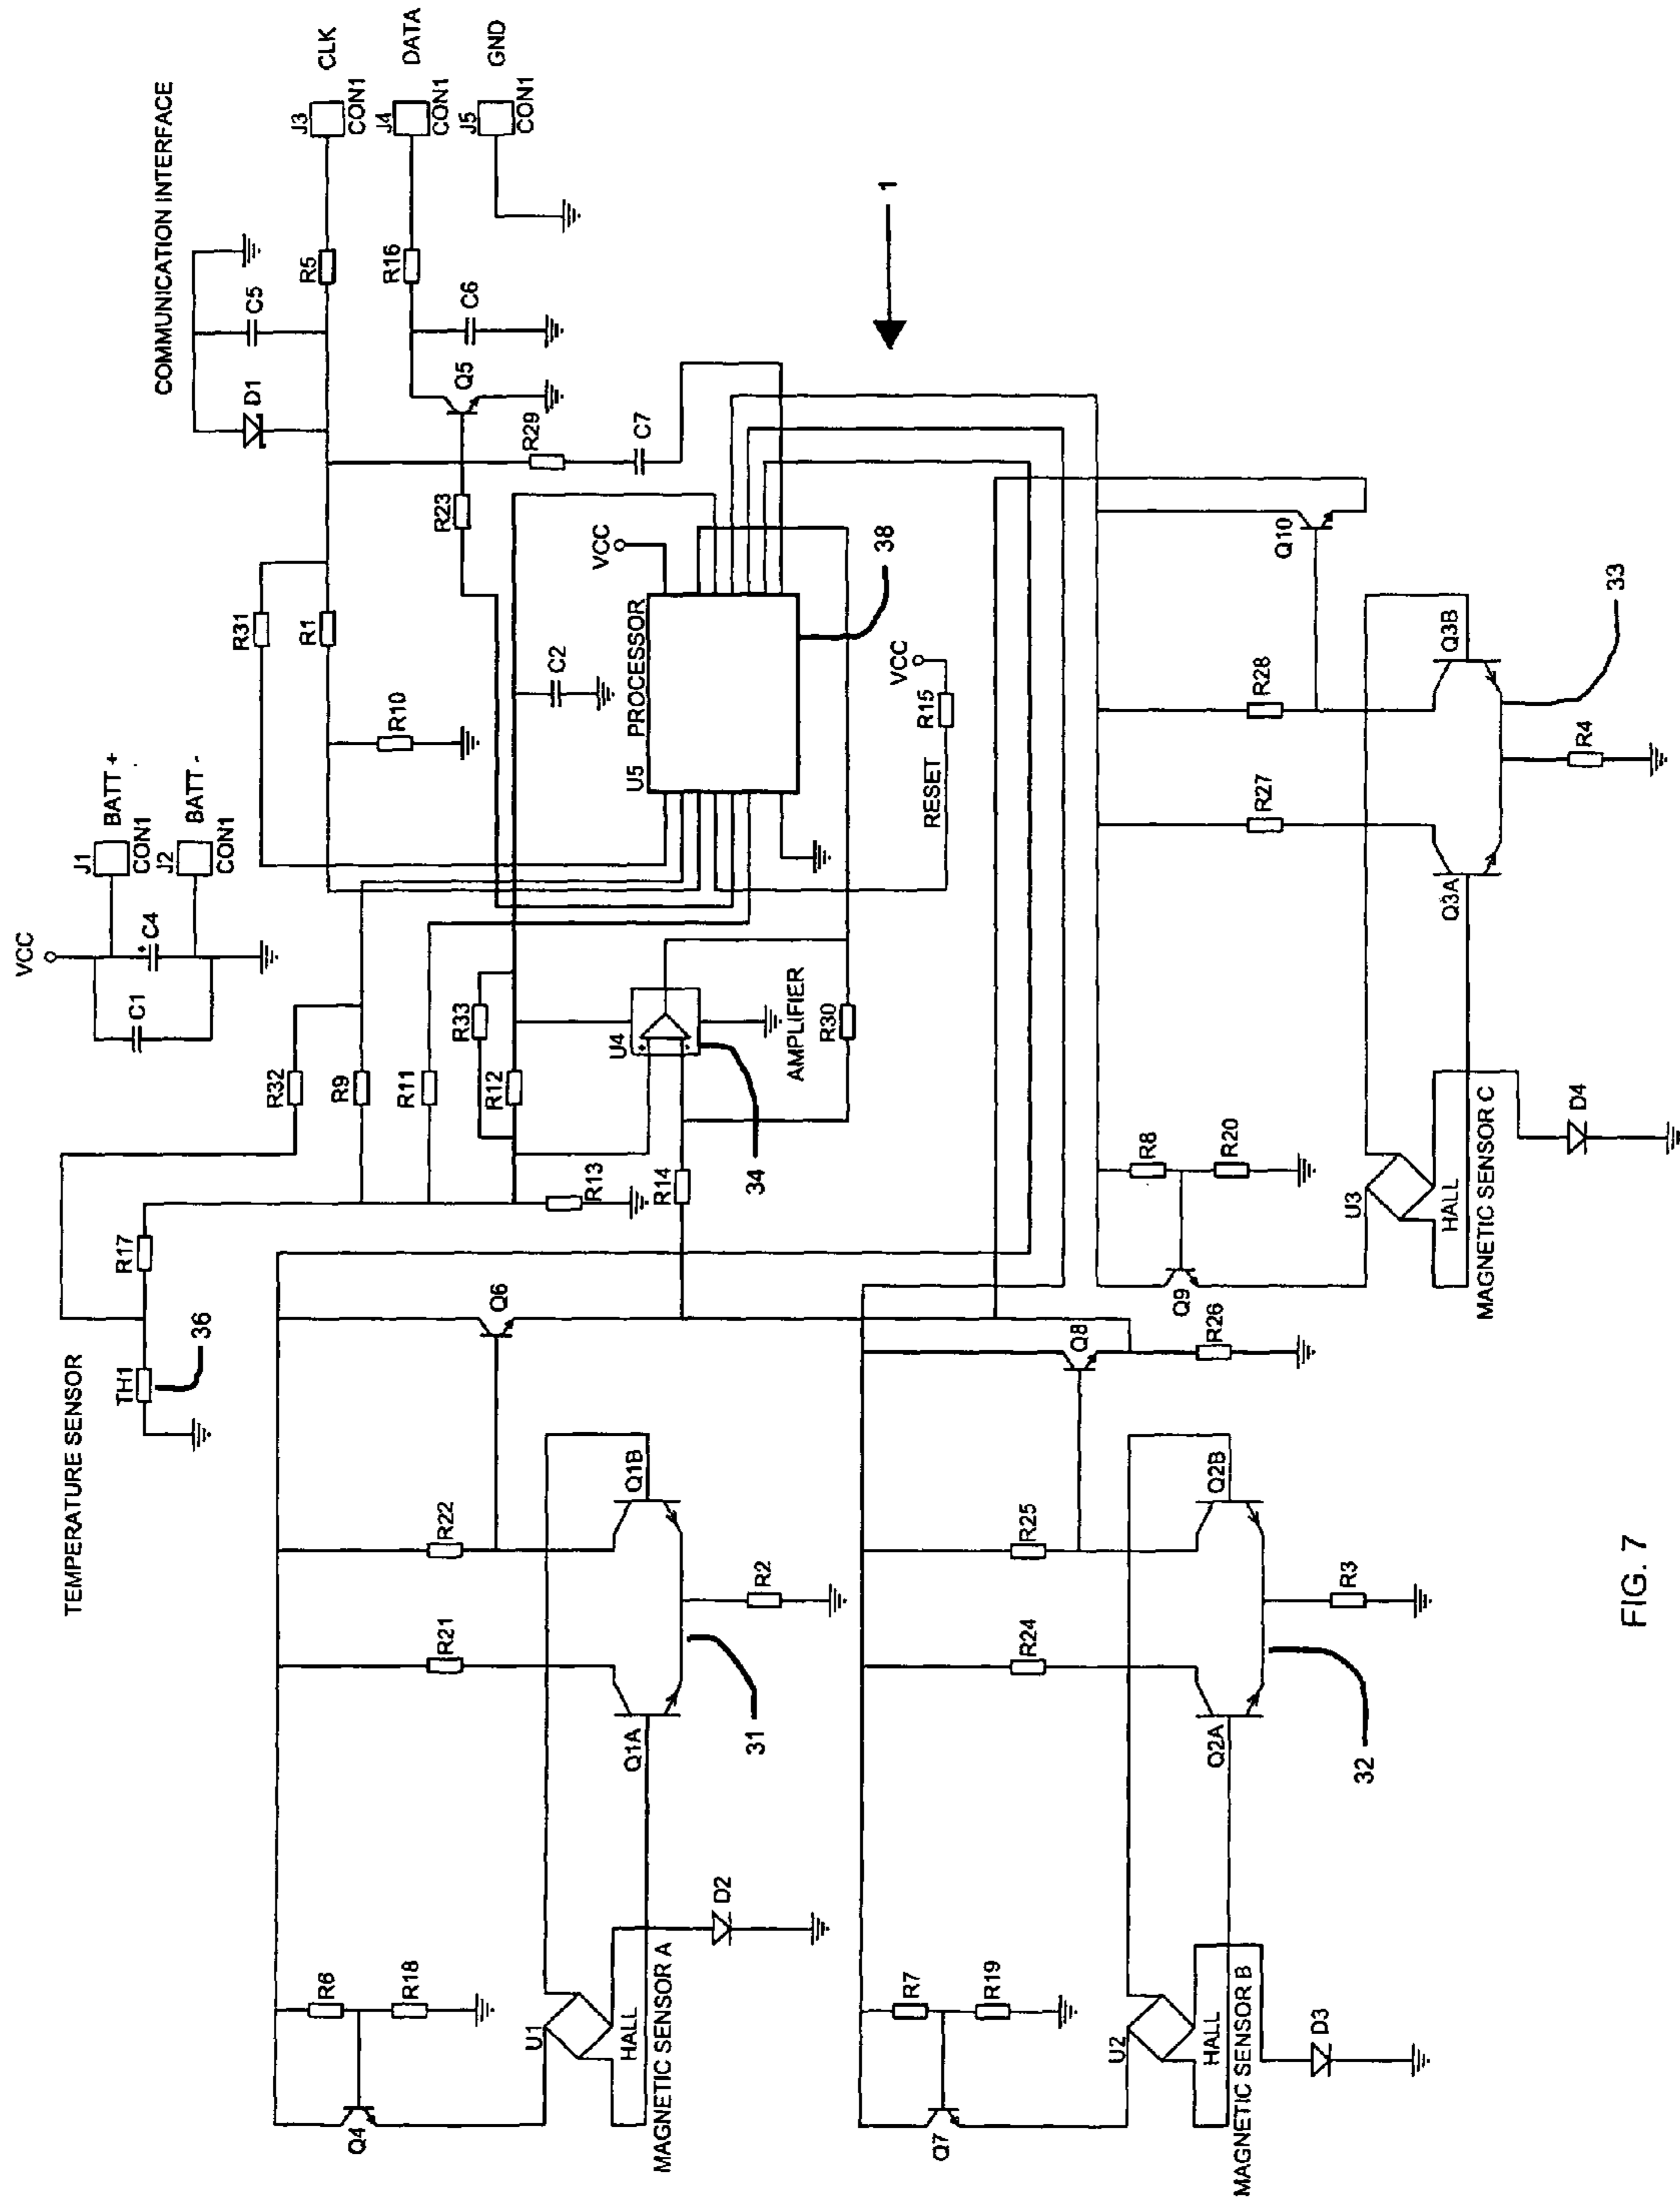 COMMUNICATION INTERFACE
J3
CON1
CLK
J4
CON1
DATA
J5
CON1
GND
R5
C5
D1
R16
C6
Q5
R29
C7
R23
R31
R1
R10
VCC
J1
CON1
BATT +
J2
CON1
BATT -
C4
C1
R32
R9
R11
R33
R12
C2
VCC
U5
PROCESSOR
38
RESET
R15
VCC
U4
+
-
AMPLIFIER
R30
34
R14
R13
R17
TEMPERATURE SENSOR
TH1
36
1
Q6
R22
R21
Q1B
Q1A
R2
31
R6
R18
Q4
U1
HALL
MAGNETIC SENSOR A
D2
Q8
R26
R25
R24
Q2B
Q2A
R3
32
R7
R19
Q7
U2
HALL
MAGNETIC SENSOR B
D3
Q10
R28
R27
Q3B
Q3A
R4
33
R8
R20
Q9
U3
HALL
MAGNETIC SENSOR C
D4
FIG. 7